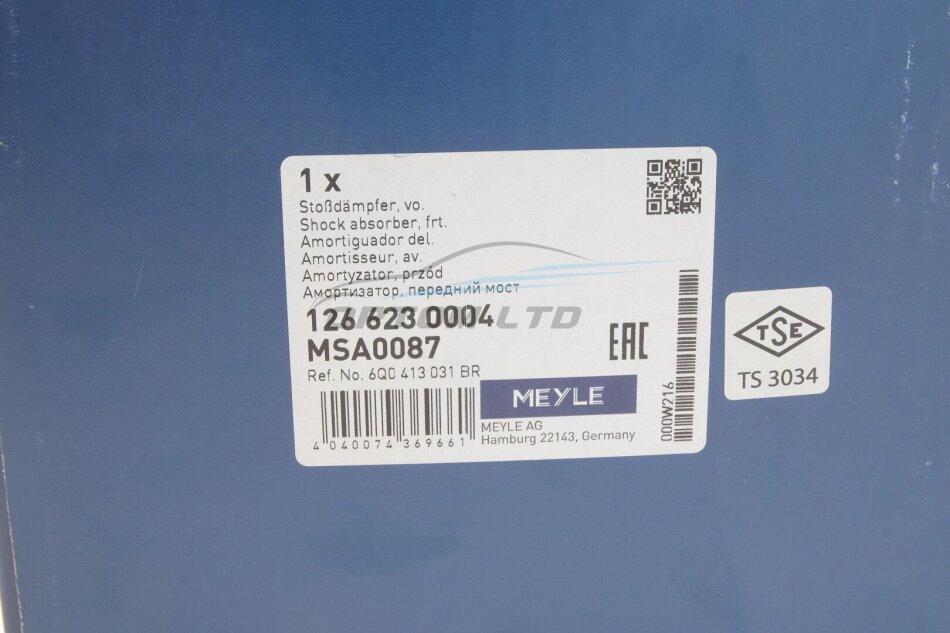 1 x
Stoßdämpfer, vo.
Shock absorber, frt.
Amortiguador del.
Amortisseur, av.
Amortyzator, przód
Амортизатор, передний мост
126 623 0004
MSA0087
Ref. No. 6Q0 413 031 BR
4 040074 369661
MEYLE
MEYLE AG
Hamburg 22143, Germany
EAC
000W216
TSE
TS 3034
LTD